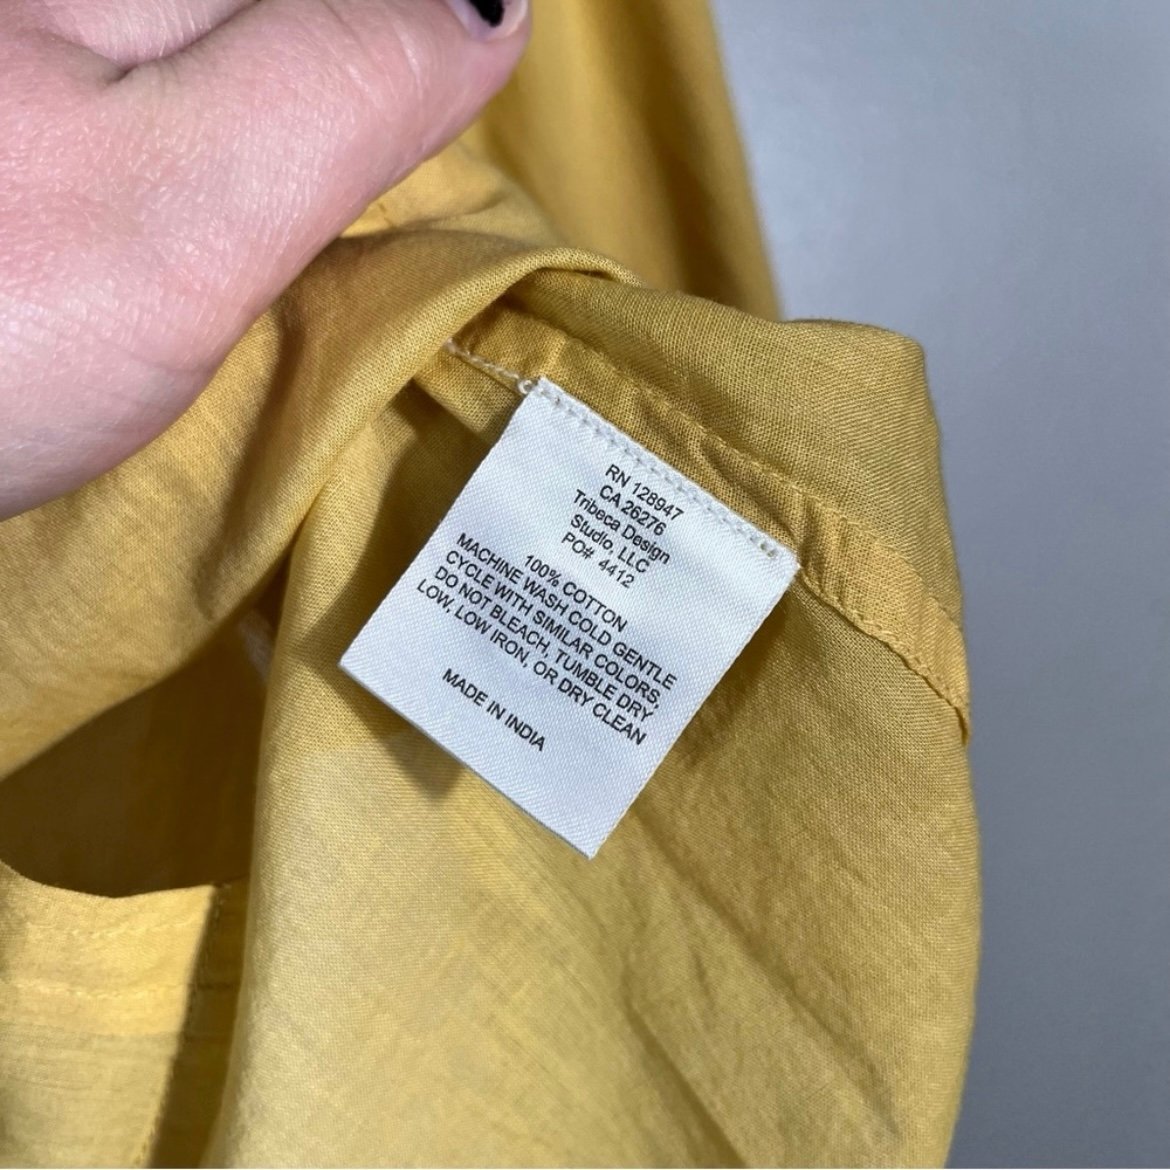 RN 128947
CA 26276
Tribeca Design
Studio, LLC
PO# 4412
100% COTTON
MACHINE WASH COLD GENTLE
CYCLE WITH SIMILAR COLORS,
DO NOT BLEACH, TUMBLE DRY
LOW, LOW IRON, OR DRY CLEAN
MADE IN INDIA